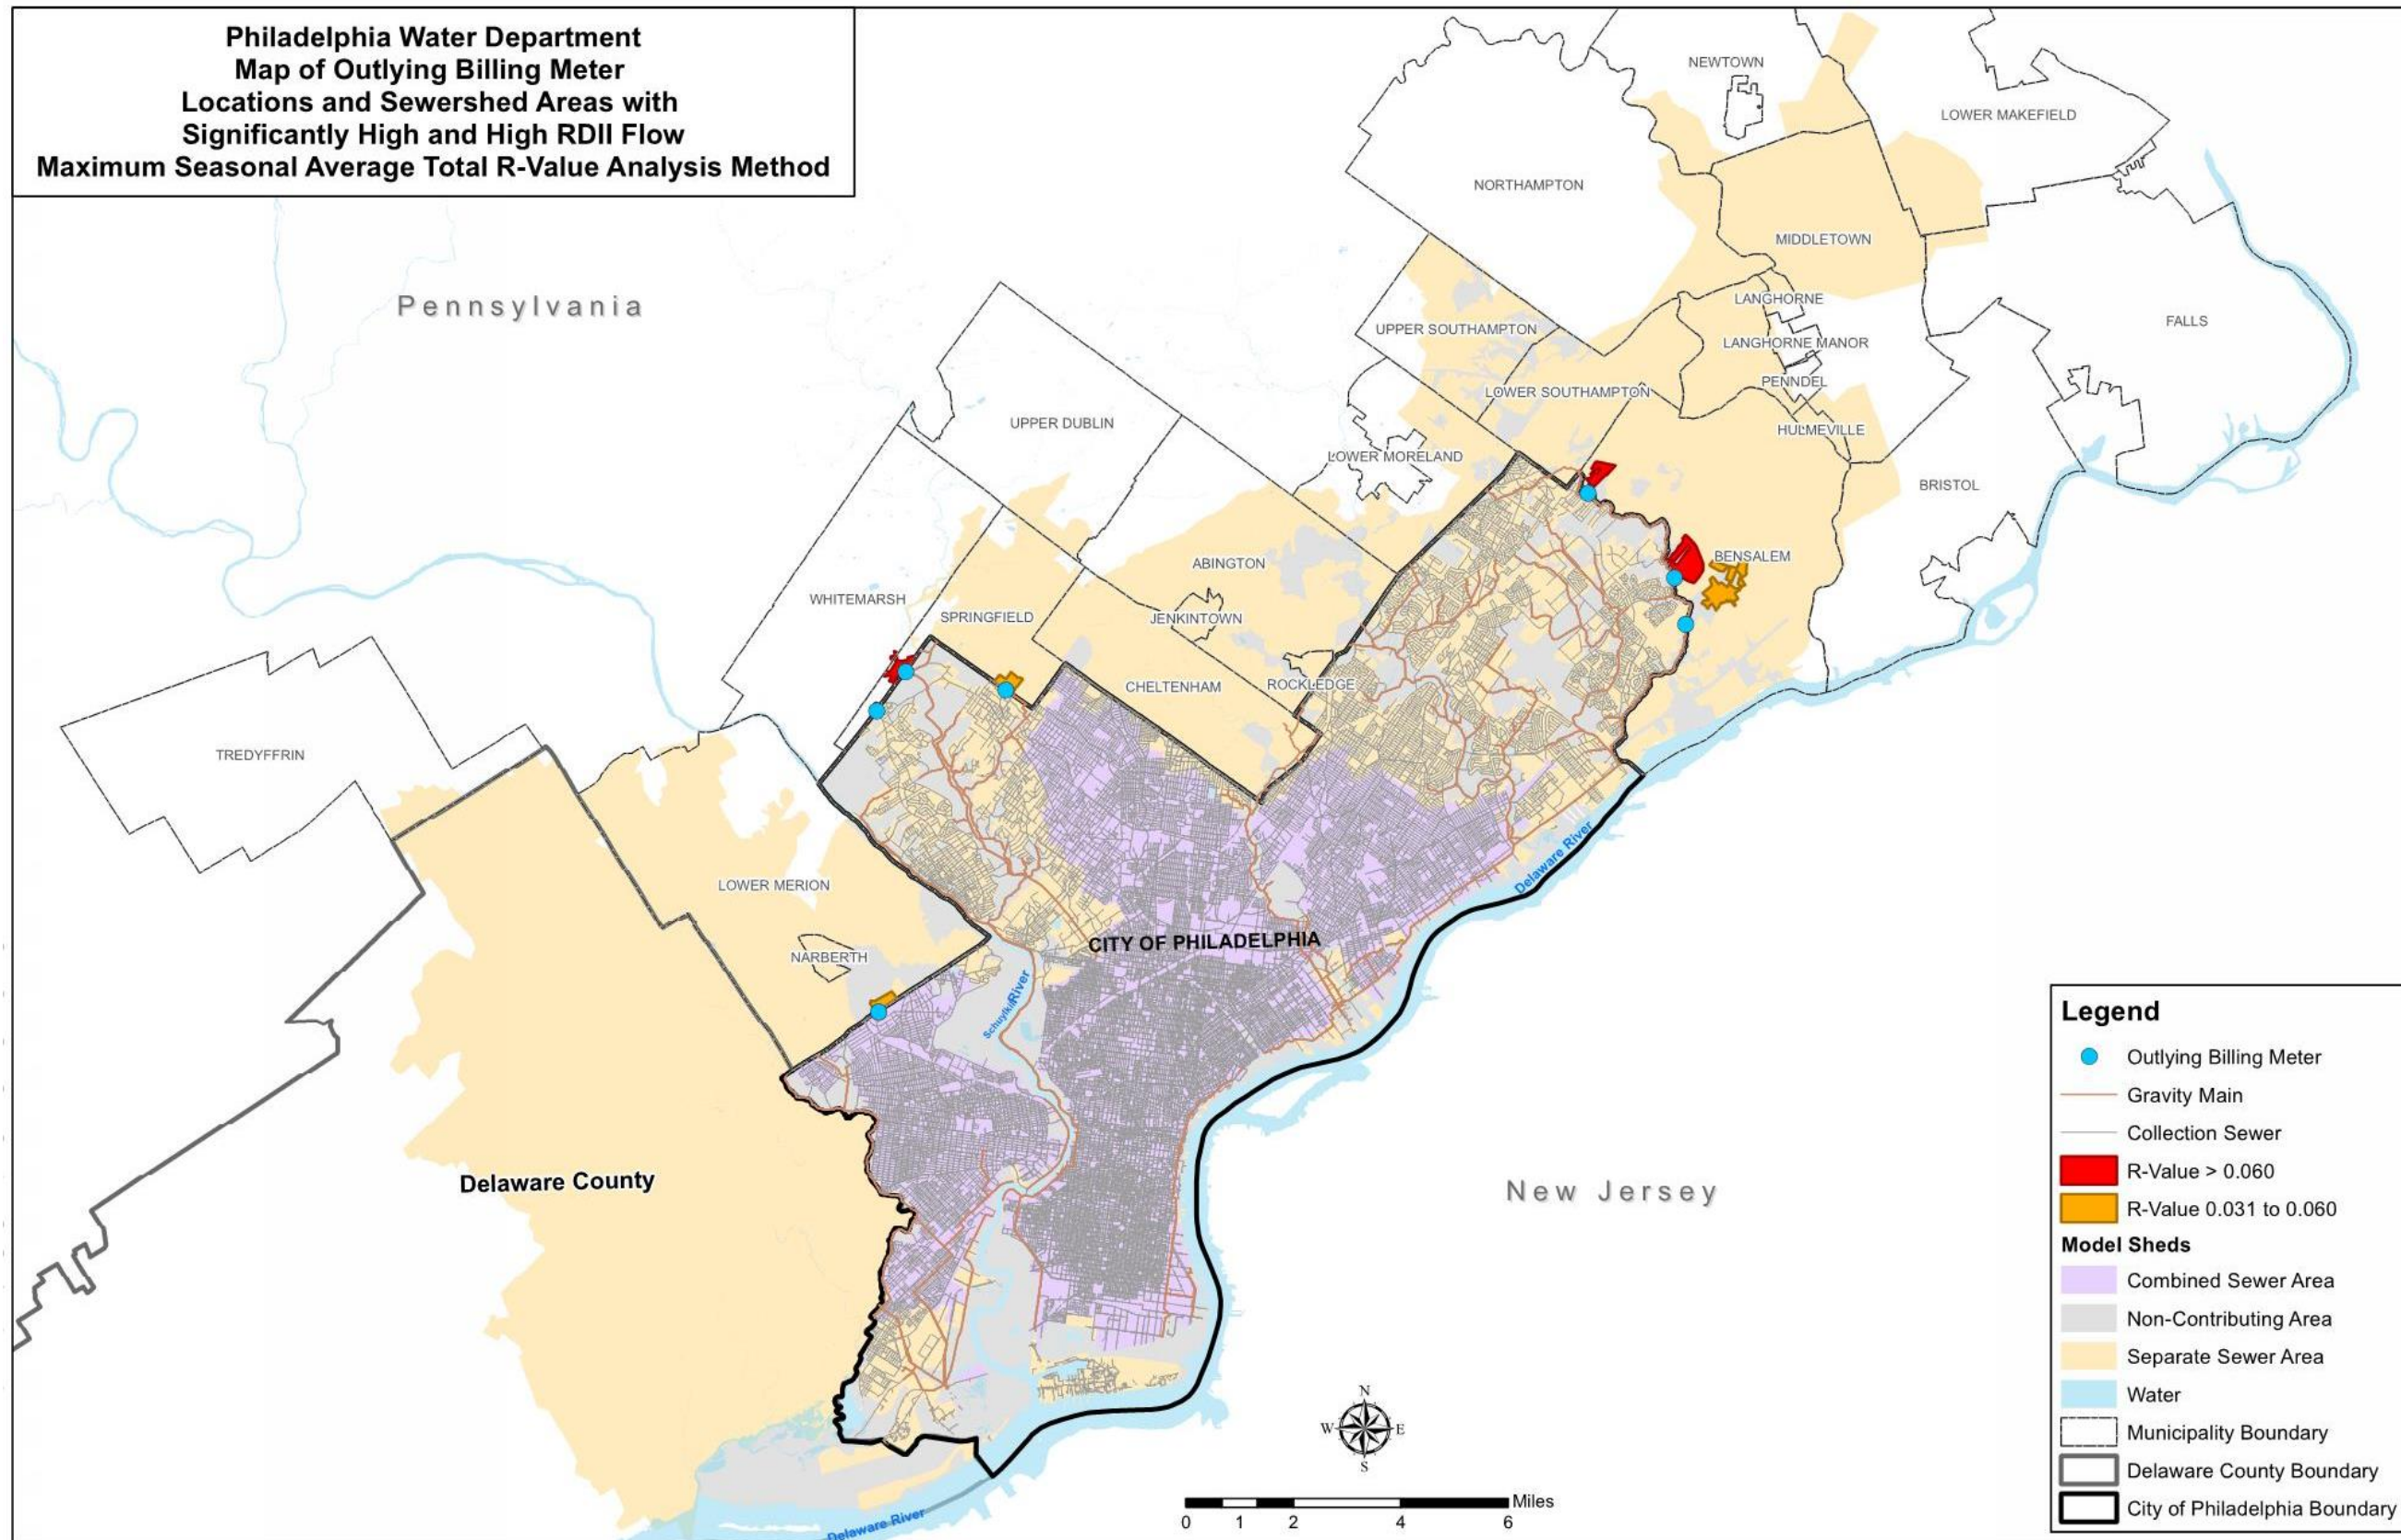 Philadelphia Water Department
Map of Outlying Billing Meter
Locations and Sewershed Areas with
Significantly High and High RDII Flow
Maximum Seasonal Average Total R-Value Analysis Method
NEWTOWN
LOWER MAKEFIELD
NORTHAMPTON
MIDDLETOWN
Pennsylvania
LANGHORNE
UPPER SOUTHAMPTON
FALLS
LANGHORNE MANOR
PENNDEL
LOWER SOUTHAMPTON
UPPER DUBLIN
HULMEVILLE
LOWER MORELAND
BRISTOL
ABINGTON
BENSALEM
WHITEMARSH
SPRINGFIELD
JENKINTOWN
CHELTENHAM
ROCKLEDGE
TREDYFFRIN
Delaware River
LOWER MERION
CITY OF PHILADELPHIA
NARBERTH
Schuylkill River
Delaware County
New Jersey
Legend
Outlying Billing Meter
Gravity Main
Collection Sewer
R-Value > 0.060
R-Value 0.031 to 0.060
Model Sheds
Combined Sewer Area
Non-Contributing Area
Separate Sewer Area
Water
Municipality Boundary
Delaware County Boundary
City of Philadelphia Boundary
N
W E
S
Miles
0 1 2 4 6
Delaware River